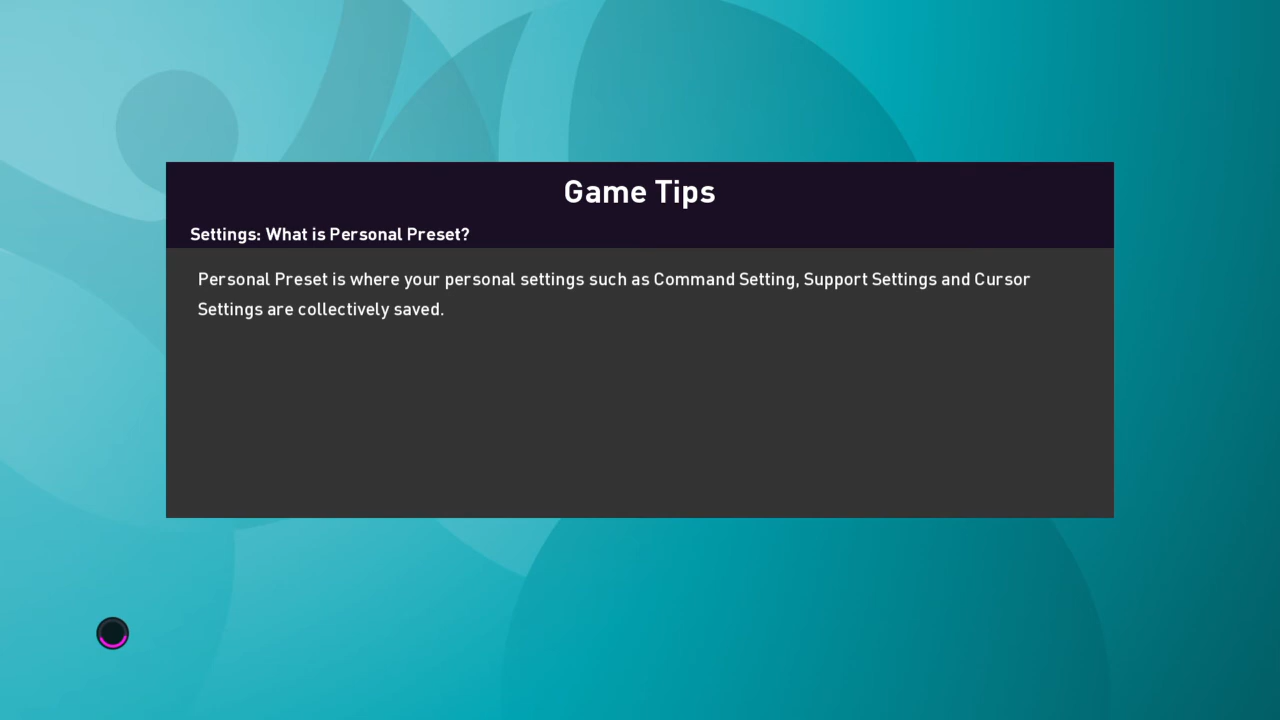 Game Tips
Settings: What is Personal Preset?
Personal Preset is where your personal settings such as Command Setting, Support Settings and Cursor
Settings are collectively saved.